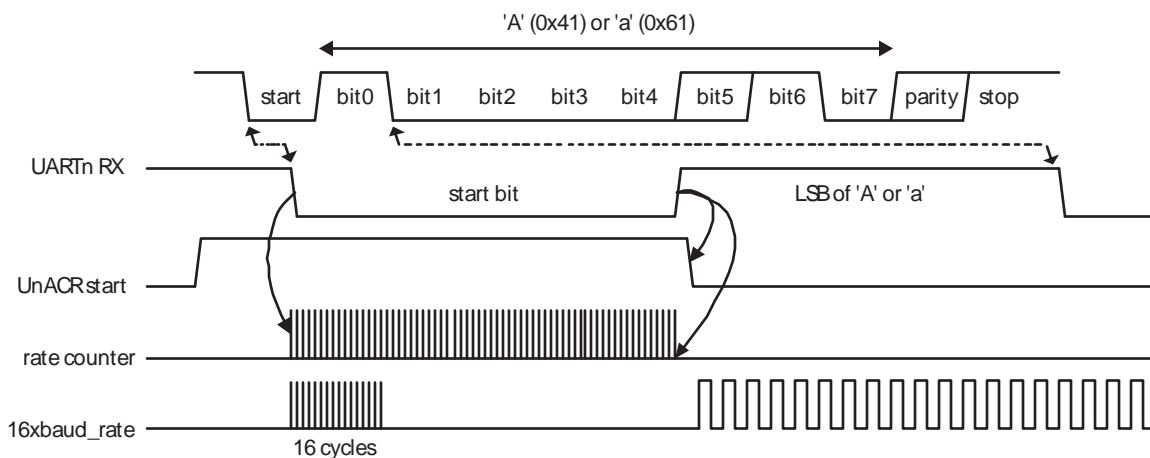 'A' (0x41) or 'a' (0x61)
start bit0 bit1 bit2 bit3 bit4 bit5 bit6 bit7 parity stop
UARTn RX
start bit
LSB of 'A' or 'a'
UnACR start
rate counter
16xbaud_rate
16 cycles